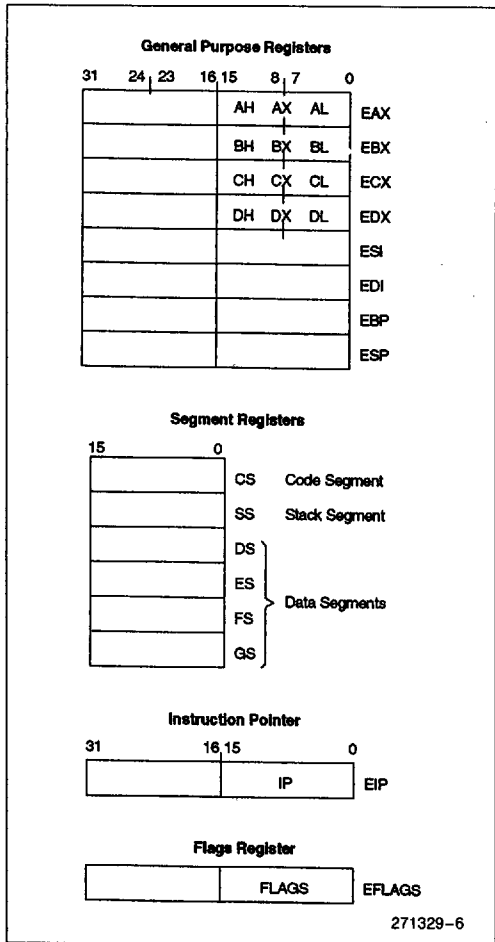 General Purpose Registers
31 24 23 16 15 8 7 0
AH AX AL EAX
BH BX BL EBX
CH CX CL ECX
DH DX DL EDX
ESI
EDI
EBP
ESP
Segment Registers
15 0
CS Code Segment
SS Stack Segment
DS
ES
Data Segments
FS
GS
Instruction Pointer
31 16 15 0
IP EIP
Flags Register
FLAGS EFLAGS
271329-6